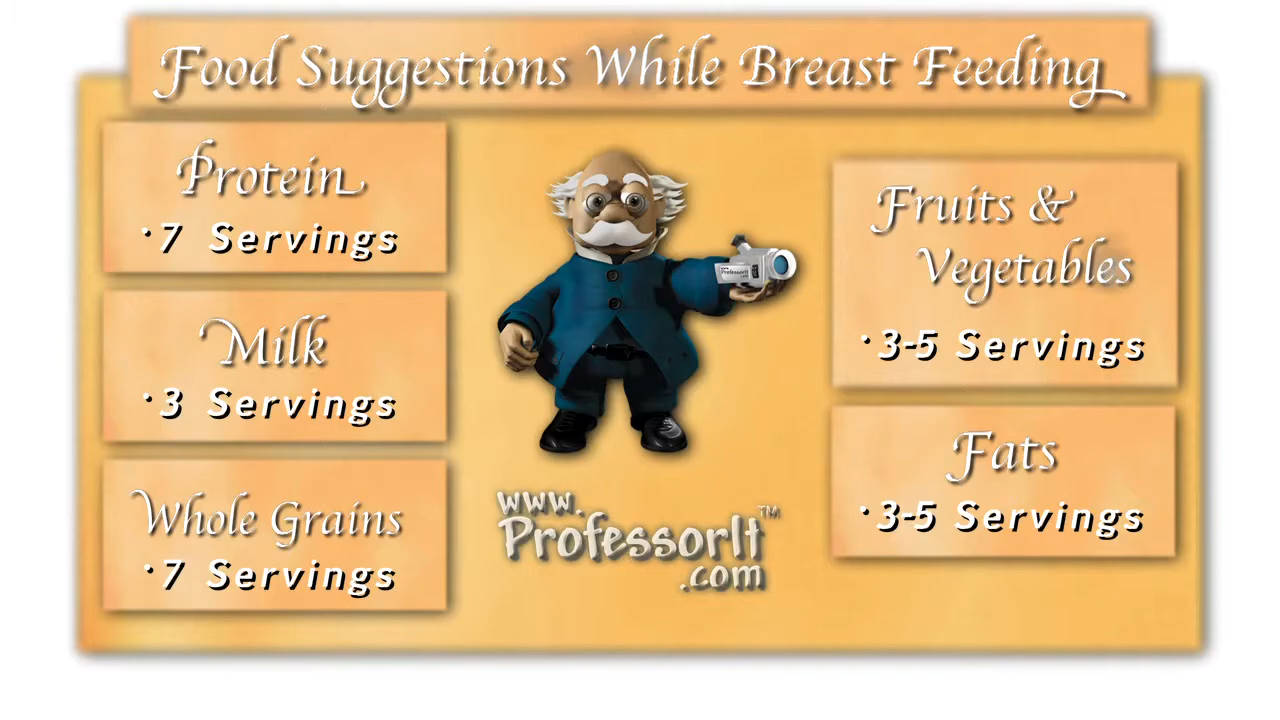 Food Suggestions While Breast Feeding
Protein
·7 Servings
Milk
·3 Servings
Whole Grains
·7 Servings
www.
ProfessorIt™
.com
Fruits &
Vegetables
·3-5 Servings
Fats
·3-5 Servings